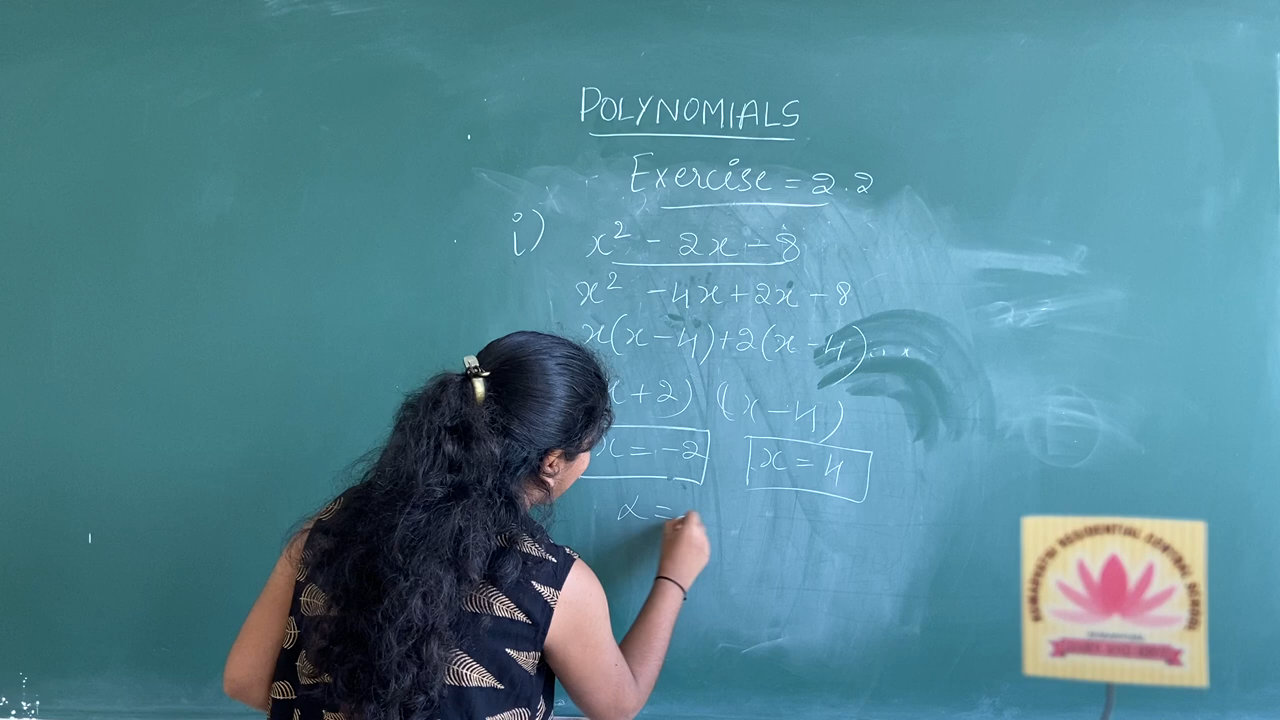 POLYNOMIALS
Exercise = 2.2
i) x² - 2x - 8
x² - 4x + 2x - 8
x(x - 4) + 2(x - 4)
x + 2) (x - 4)
x = -2 x = 4
α =